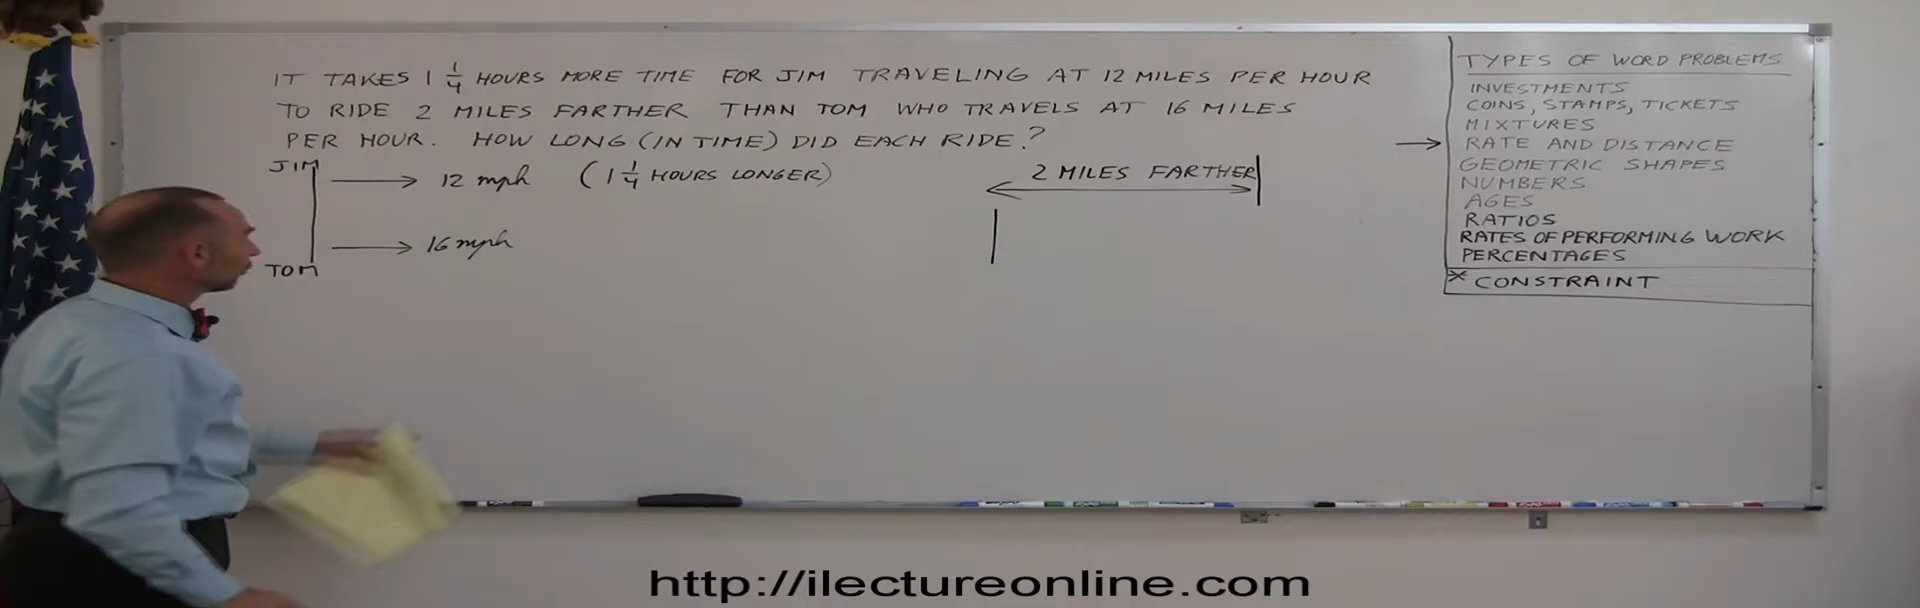 IT TAKES 1 1/4 HOURS MORE TIME FOR JIM TRAVELING AT 12 MILES PER HOUR
TO RIDE 2 MILES FARTHER THAN TOM WHO TRAVELS AT 16 MILES
PER HOUR. HOW LONG (IN TIME) DID EACH RIDE?
JIM
12 mph (1 1/4 HOURS LONGER)
2 MILES FARTHER
16 mph
TOM
TYPES OF WORD PROBLEMS
INVESTMENTS
COINS, STAMPS, TICKETS
MIXTURES
→ RATE AND DISTANCE
GEOMETRIC SHAPES
NUMBERS
AGES
RATIOS
RATES OF PERFORMING WORK
PERCENTAGES
* CONSTRAINT
http://ilectureonline.com